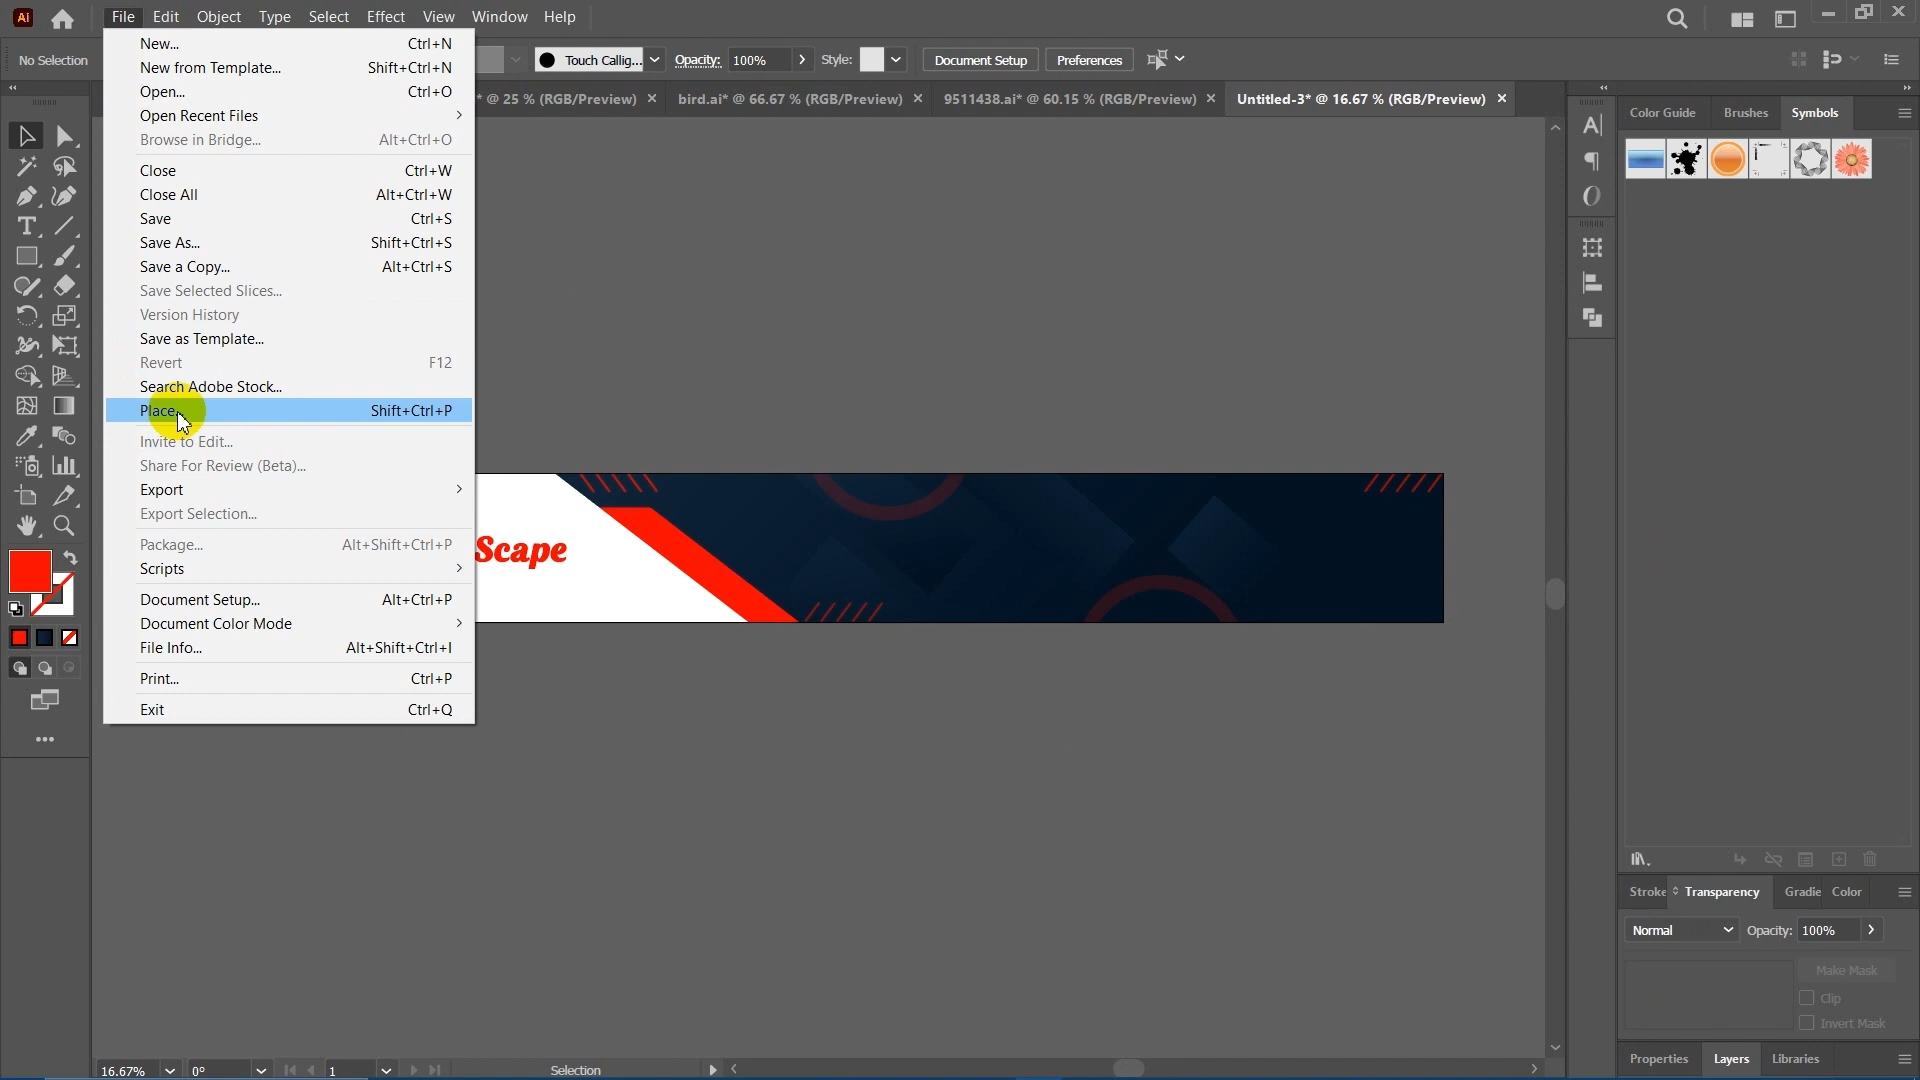 Ai File Edit Object Type Select Effect View Window Help
No Selection Touch Callig... Opacity: 100% Style: Document Setup Preferences
* @ 25 % (RGB/Preview) bird.ai* @ 66.67 % (RGB/Preview) 9511438.ai* @ 60.15 % (RGB/Preview) Untitled-3* @ 16.67 % (RGB/Preview)
New... Ctrl+N
New from Template... Shift+Ctrl+N
Open... Ctrl+O
Open Recent Files
Browse in Bridge... Alt+Ctrl+O
Close Ctrl+W
Close All Alt+Ctrl+W
Save Ctrl+S
Save As... Shift+Ctrl+S
Save a Copy... Alt+Ctrl+S
Save Selected Slices...
Version History
Save as Template...
Revert F12
Search Adobe Stock...
Place... Shift+Ctrl+P
Invite to Edit...
Share For Review (Beta)...
Export
Export Selection...
Package... Alt+Shift+Ctrl+P
Scripts
Document Setup... Alt+Ctrl+P
Document Color Mode
File Info... Alt+Shift+Ctrl+I
Print... Ctrl+P
Exit Ctrl+Q
Scape
Color Guide Brushes Symbols
Stroke Transparency Gradie Color
Normal Opacity: 100%
Make Mask
Clip
Invert Mask
Properties Layers Libraries
16.67% 0° 1 Selection